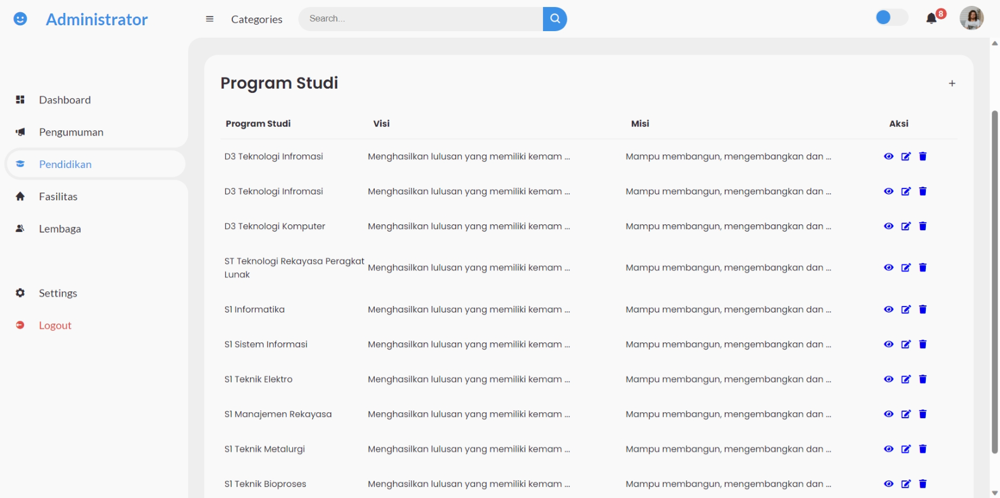 Administrator
Categories
Search...
8
Dashboard
Pengumuman
Pendidikan
Fasilitas
Lembaga
Settings
Logout
Program Studi
+
Program Studi Visi Misi Aksi
D3 Teknologi Infromasi Menghasilkan lulusan yang memiliki kemam ... Mampu membangun, mengembangkan dan ...
D3 Teknologi Infromasi Menghasilkan lulusan yang memiliki kemam ... Mampu membangun, mengembangkan dan ...
D3 Teknologi Komputer Menghasilkan lulusan yang memiliki kemam ... Mampu membangun, mengembangkan dan ...
ST Teknologi Rekayasa Peragkat
Lunak
Menghasilkan lulusan yang memiliki kemam ... Mampu membangun, mengembangkan dan ...
S1 Informatika Menghasilkan lulusan yang memiliki kemam ... Mampu membangun, mengembangkan dan ...
S1 Sistem Informasi Menghasilkan lulusan yang memiliki kemam ... Mampu membangun, mengembangkan dan ...
S1 Teknik Elektro Menghasilkan lulusan yang memiliki kemam ... Mampu membangun, mengembangkan dan ...
S1 Manajemen Rekayasa Menghasilkan lulusan yang memiliki kemam ... Mampu membangun, mengembangkan dan ...
S1 Teknik Metalurgi Menghasilkan lulusan yang memiliki kemam ... Mampu membangun, mengembangkan dan ...
S1 Teknik Bioproses Menghasilkan lulusan yang memiliki kemam ... Mampu membangun, mengembangkan dan ...